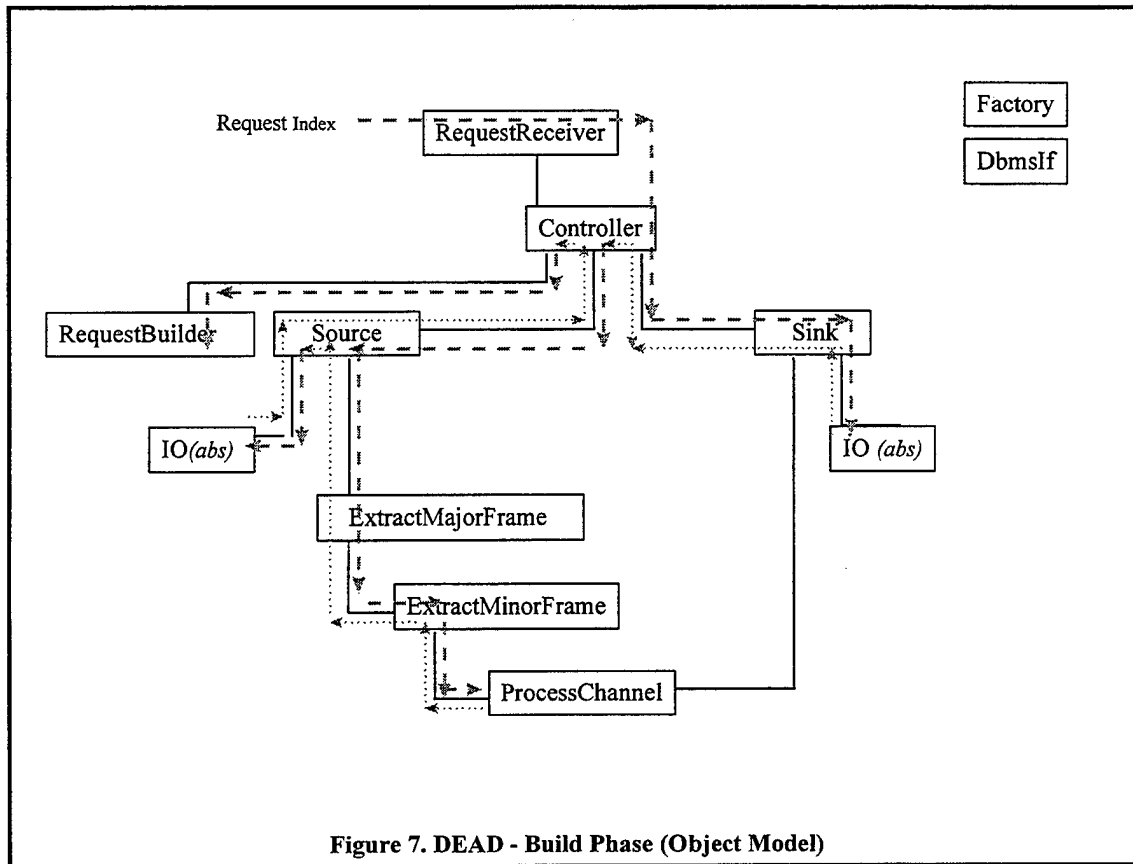 Request Index
RequestReceiver
Factory
DbmsIf
Controller
RequestBuilder
Source
Sink
IO(abs)
IO (abs)
ExtractMajorFrame
ExtractMinorFrame
ProcessChannel
Figure 7. DEAD - Build Phase (Object Model)